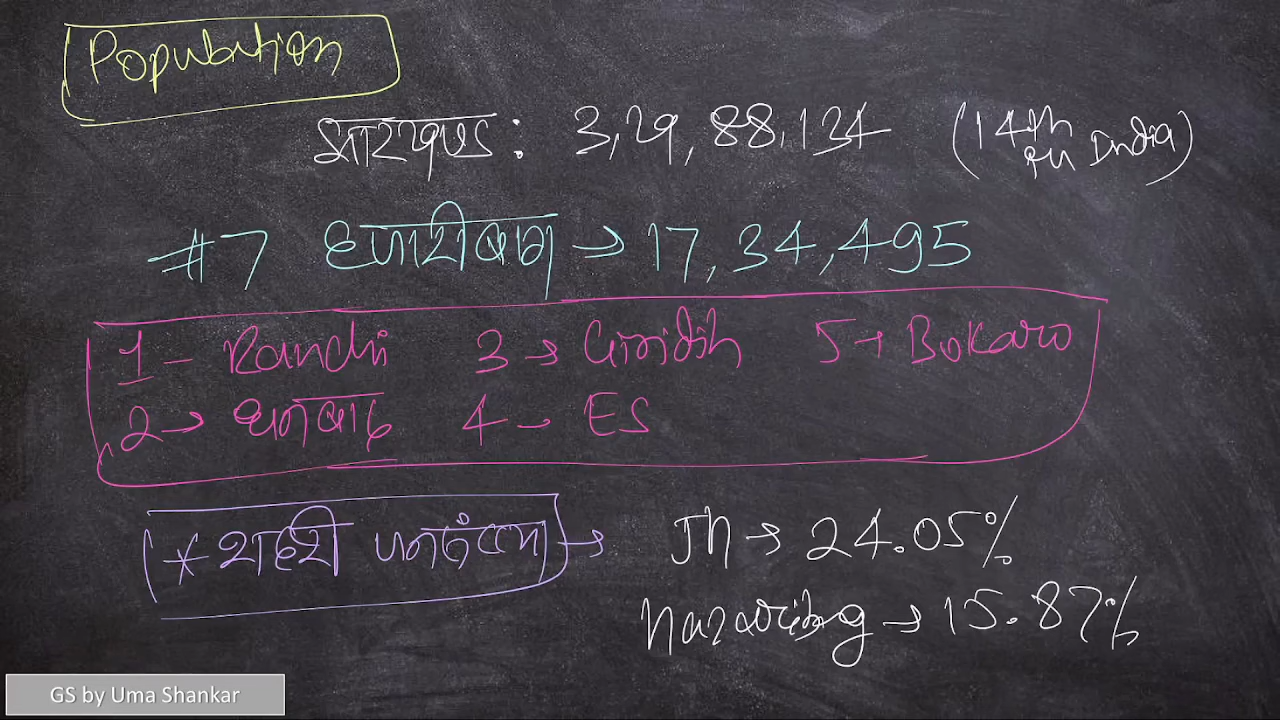 Population
झारखण्ड : 3,29,88,134 (14th in India)
#7 हजारीबाग → 17,34,495
1 - Ranchi 3 → Giridih 5 → Bokaro
2 → धनबाद 4 → ES
* शहरी जनसंख्या → JH → 24.05%
Hazaribag → 15.87%
GS by Uma Shankar